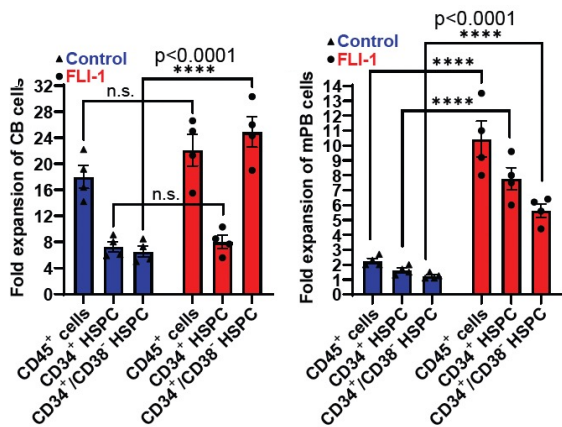 Control
FLI-1
p<0.0001
****
n.s.
n.s.
Fold expansion of CB cells
32
28
24
20
16
12
8
4
0
CD45+ cells
CD34+ HSPC
CD34+/CD38- HSPC
CD45+ cells
CD34+ HSPC
CD34+/CD38- HSPC
Control
FLI-1
p<0.0001
****
****
****
Fold expansion of mPB cells
14
13
12
11
10
9
8
7
6
5
4
3
2
1
0
CD45+ cells
CD34+ HSPC
CD34+/CD38- HSPC
CD45+ cells
CD34+ HSPC
CD34+/CD38- HSPC